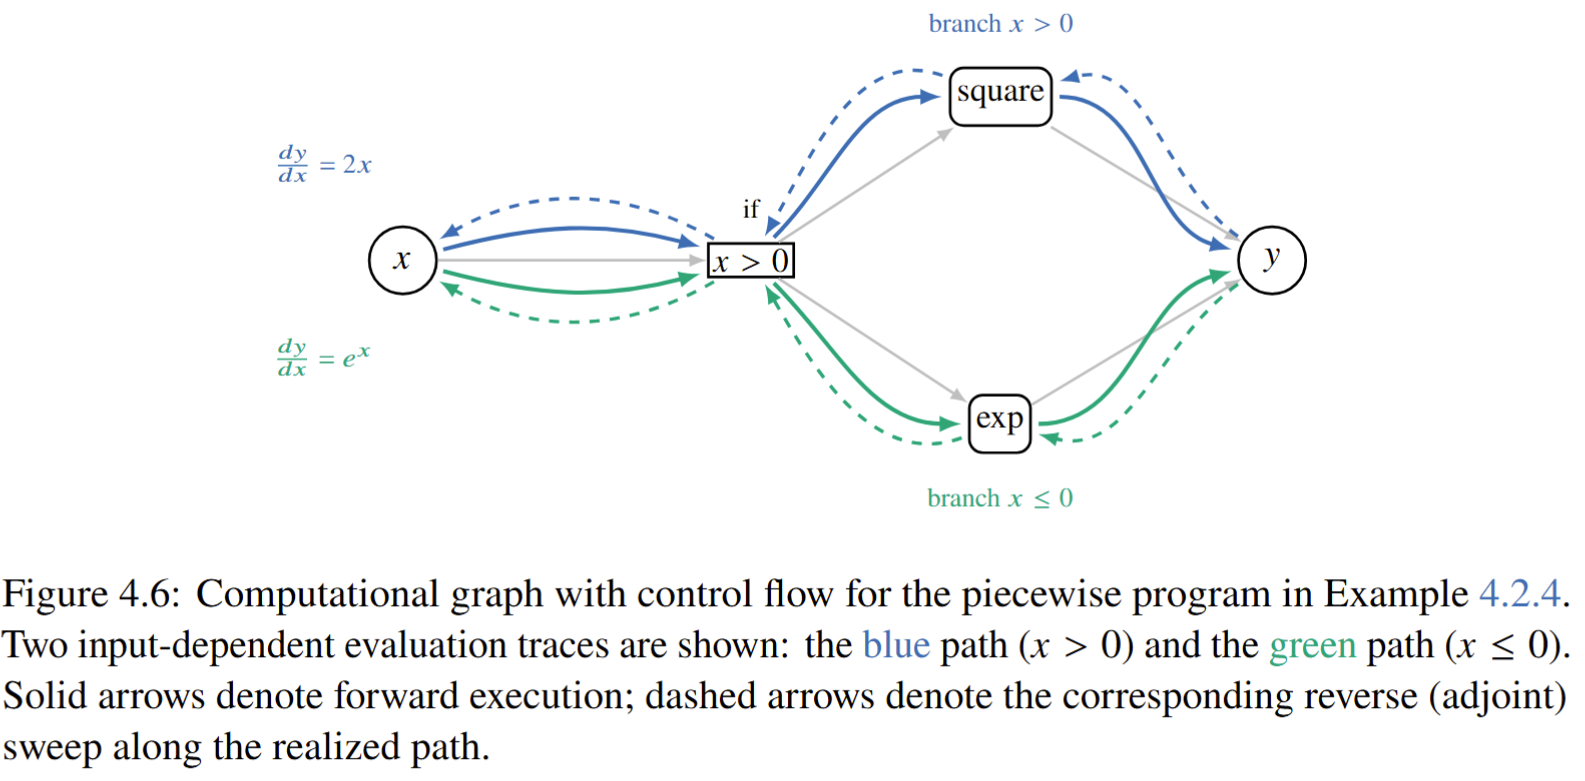 branch x > 0
square
dy/dx = 2x
if
x
x > 0
y
dy/dx = e^x
exp
branch x ≤ 0
Figure 4.6: Computational graph with control flow for the piecewise program in Example 4.2.4.
Two input-dependent evaluation traces are shown: the blue path (x > 0) and the green path (x ≤ 0).
Solid arrows denote forward execution; dashed arrows denote the corresponding reverse (adjoint)
sweep along the realized path.